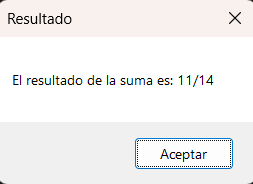 Resultado
El resultado de la suma es: 11/14
Aceptar